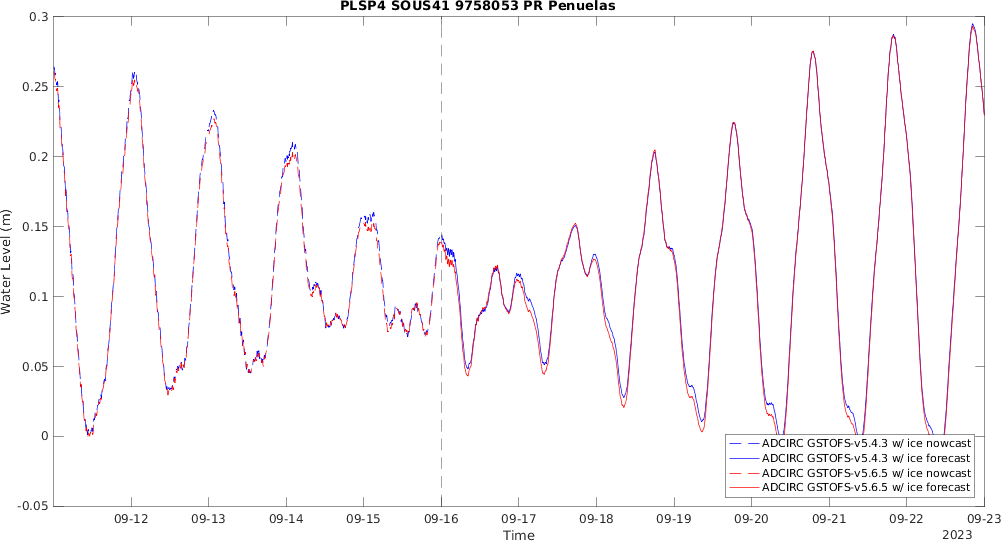 PLSP4 SOUS41 9758053 PR Penuelas
0.3
0.25
0.2
0.15
0.1
0.05
0
-0.05
Water Level (m)
ADCIRC GSTOFS-v5.4.3 w/ ice nowcast
ADCIRC GSTOFS-v5.4.3 w/ ice forecast
ADCIRC GSTOFS-v5.6.5 w/ ice nowcast
ADCIRC GSTOFS-v5.6.5 w/ ice forecast
09-12 09-13 09-14 09-15 09-16 09-17 09-18 09-19 09-20 09-21 09-22 09-23
Time
2023